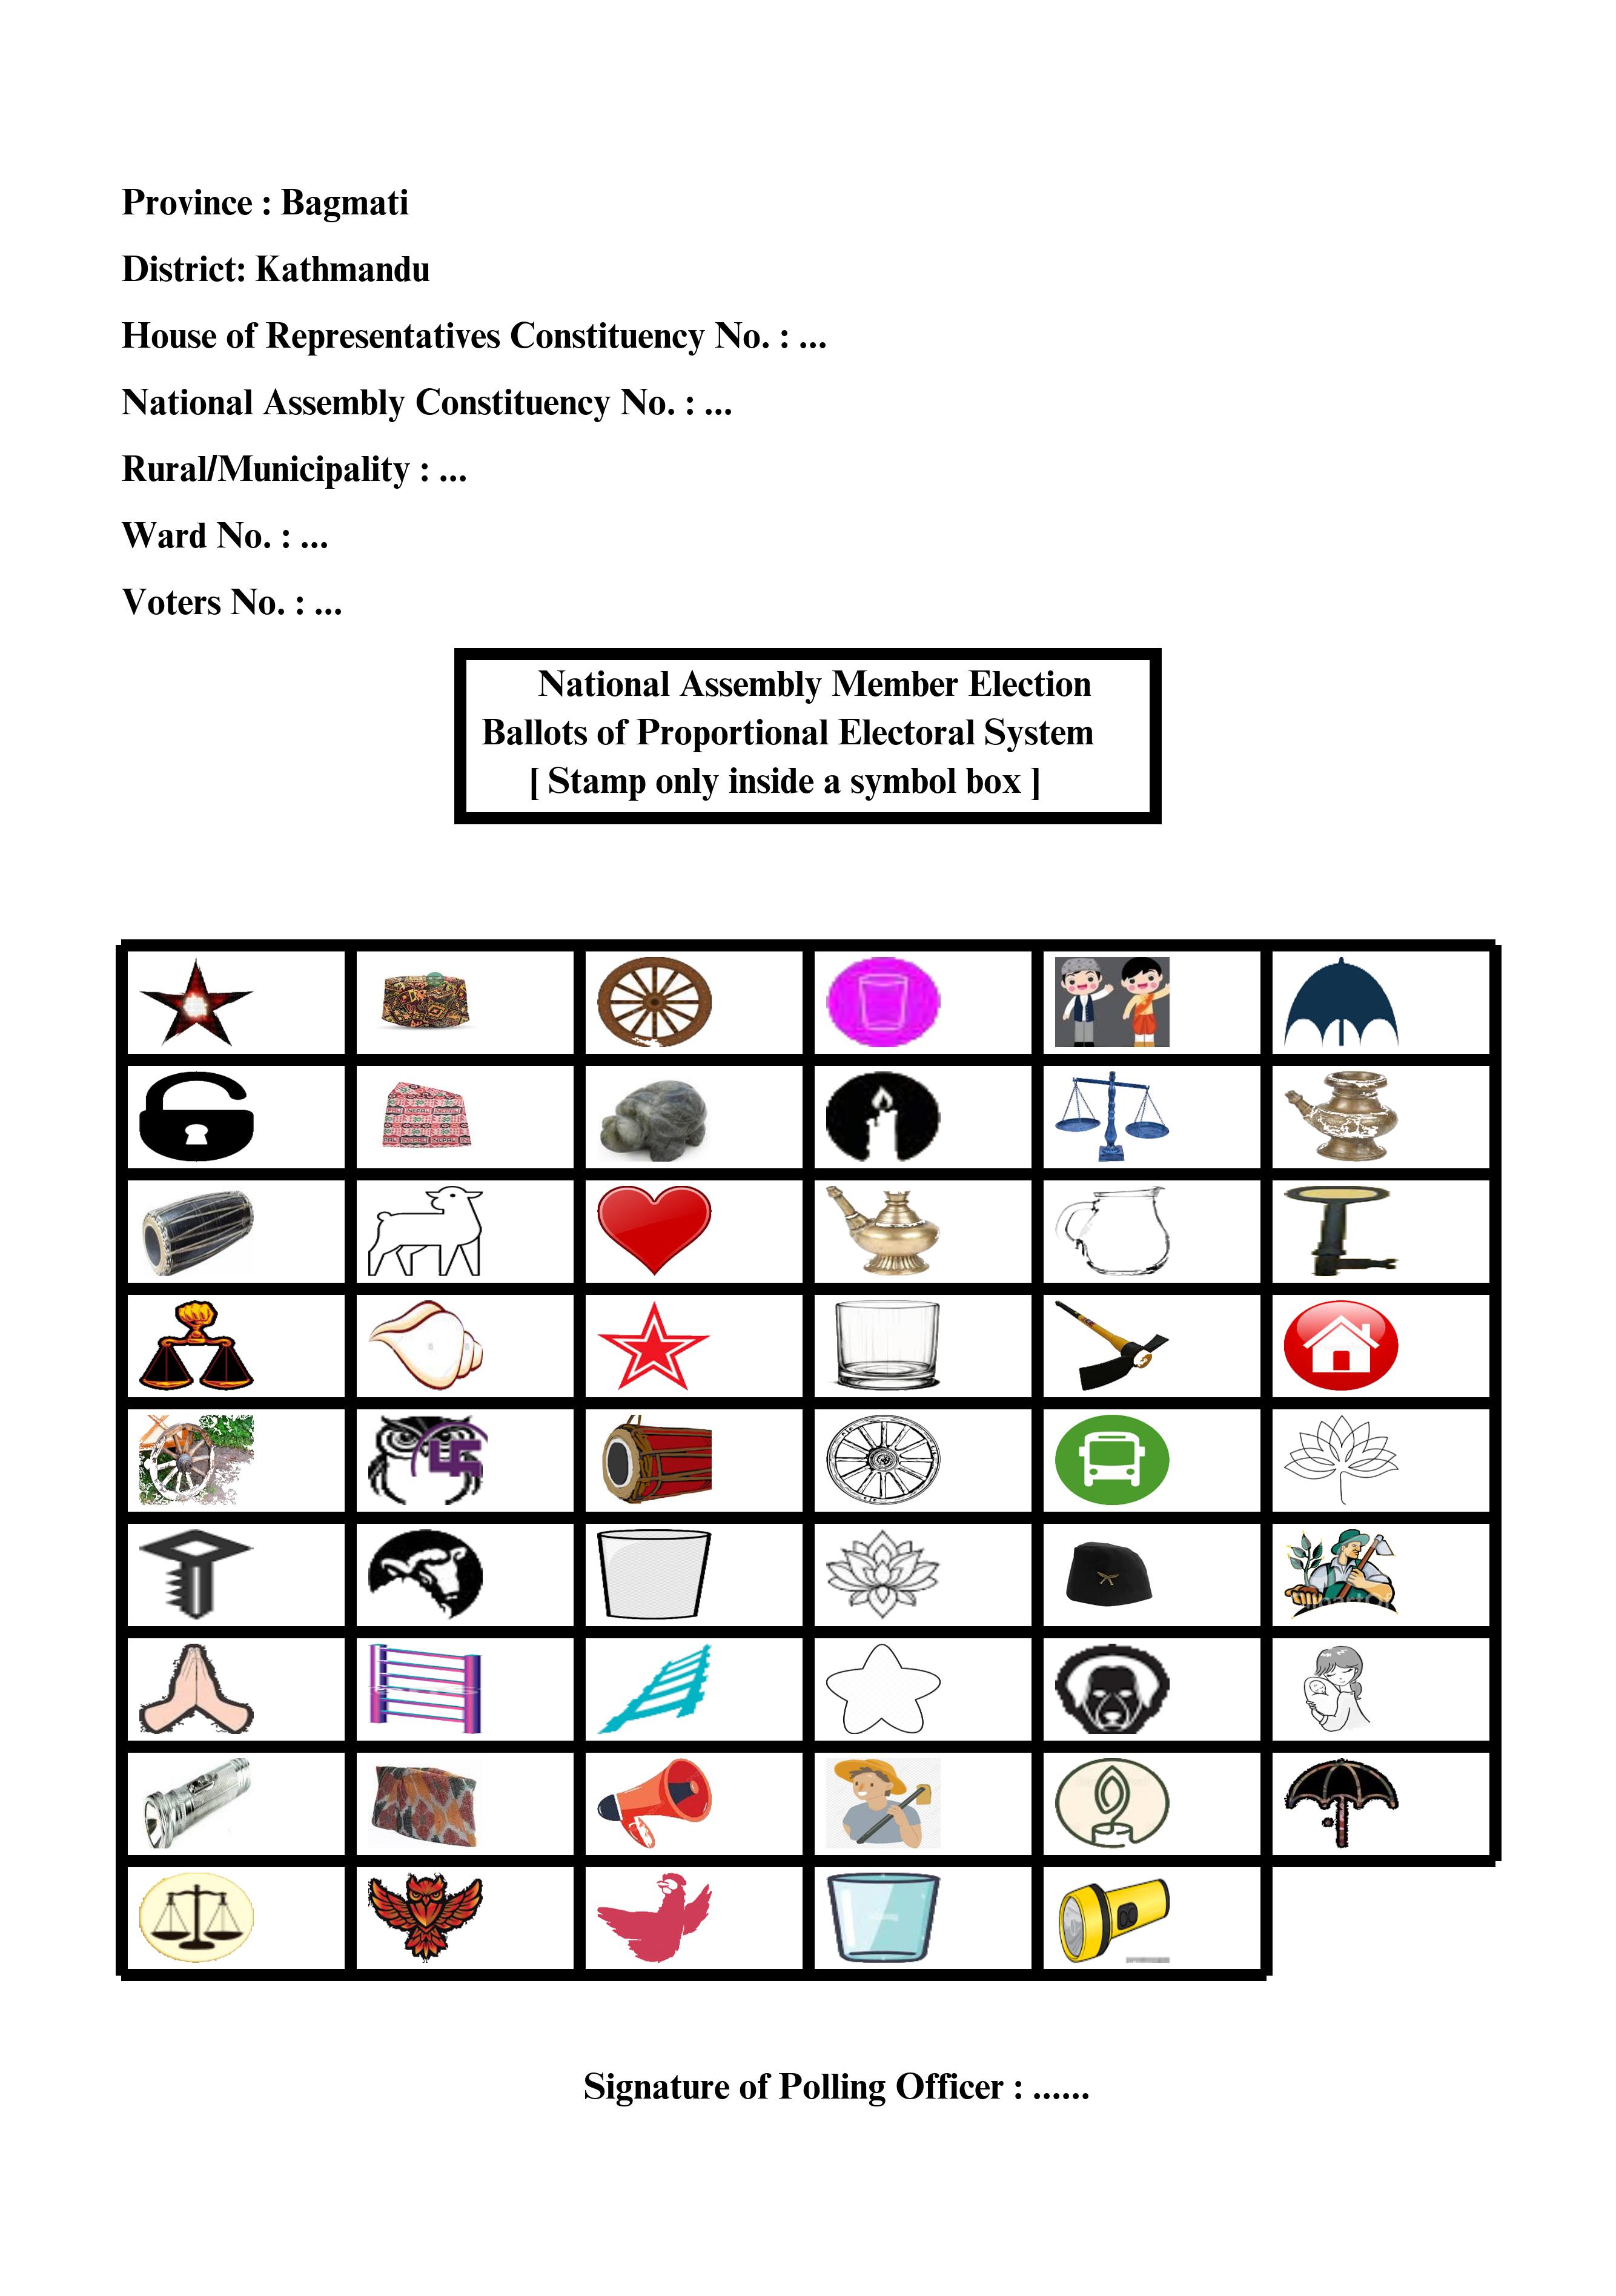 Province : Bagmati
District: Kathmandu
House of Representatives Constituency No. : ...
National Assembly Constituency No. : ...
Rural/Municipality : ...
Ward No. : ...
Voters No. : ...
National Assembly Member Election
Ballots of Proportional Electoral System
[ Stamp only inside a symbol box ]
Signature of Polling Officer : ......